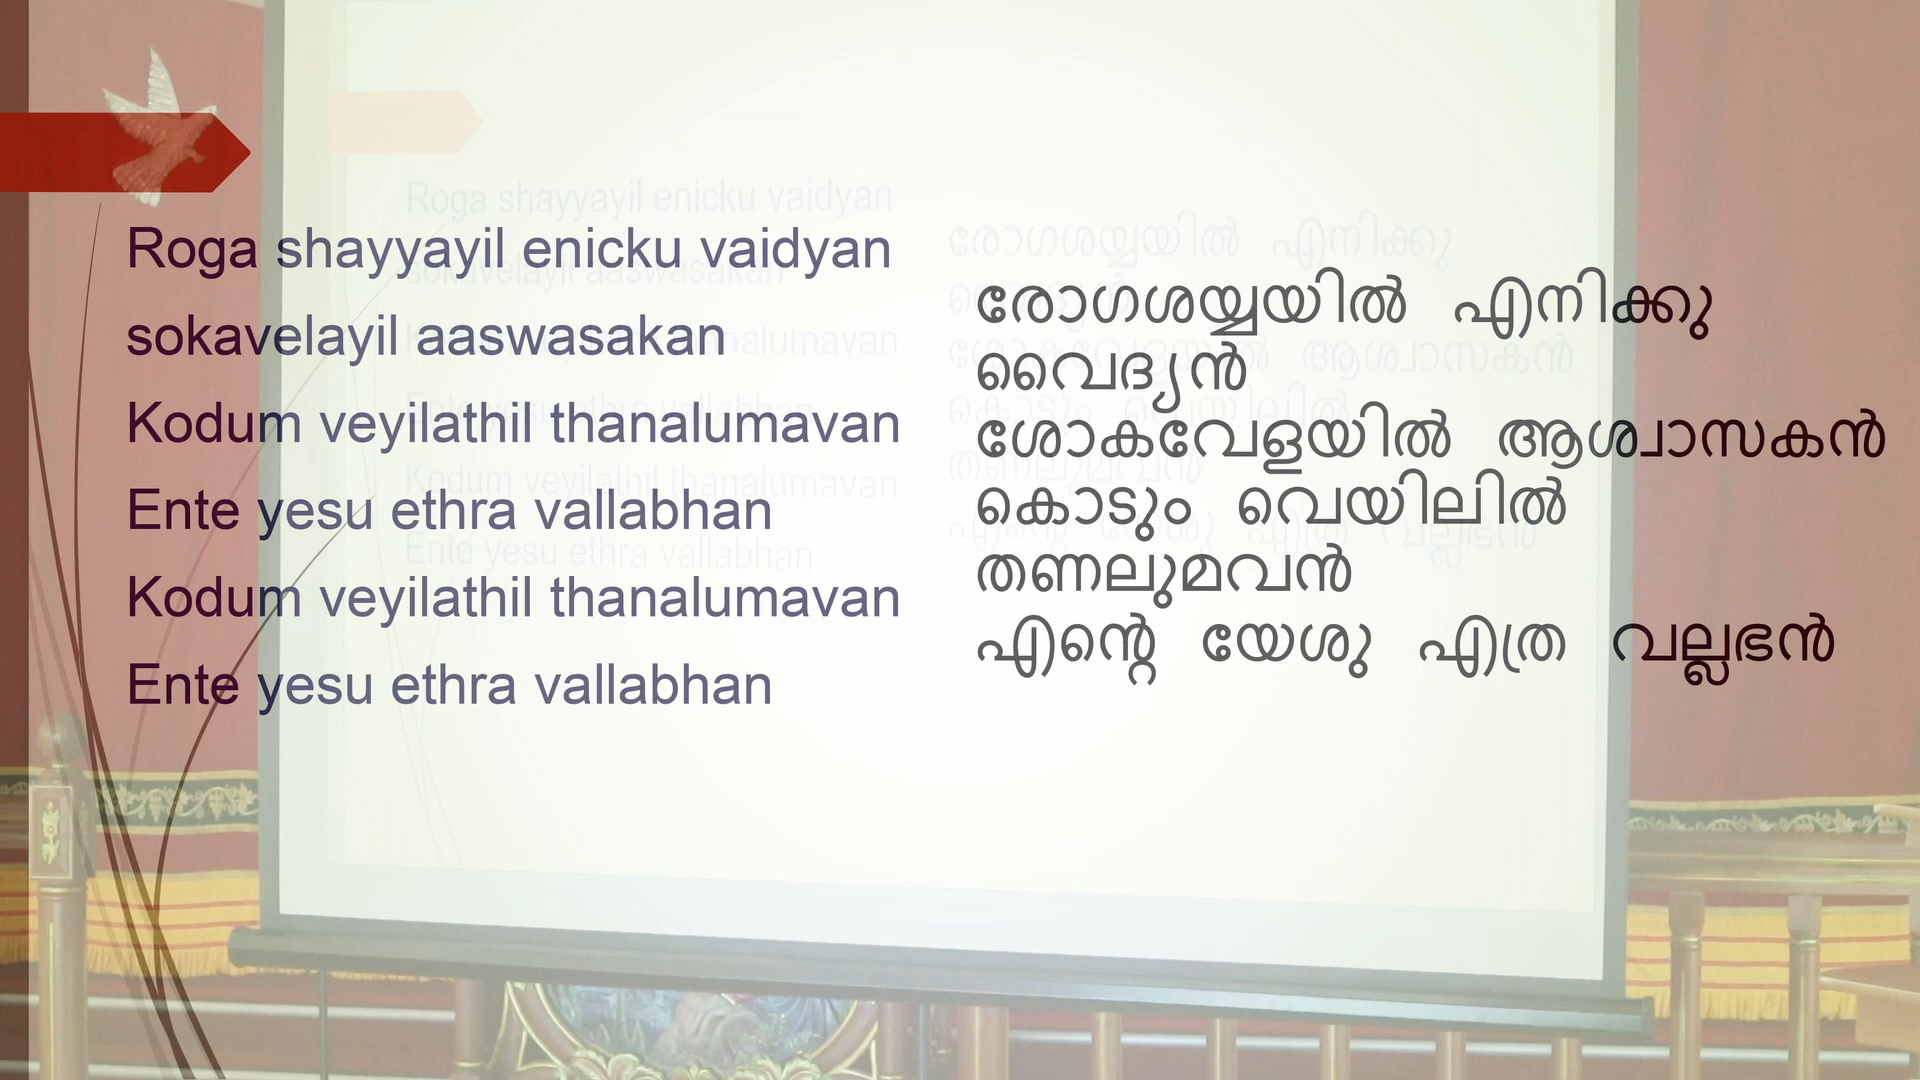 Roga shayyayil enicku vaidyan
sokavelayil aaswasakan
Kodum veyilathil thanalumavan
Ente yesu ethra vallabhan
Kodum veyilathil thanalumavan
Ente yesu ethra vallabhan
രോഗശയ്യയിൽ എനിക്കു
വൈദ്യൻ
ശോകവേളയിൽ ആശ്വാസകൻ
കൊടും വെയിലിൽ
തണലുമവൻ
എന്റെ യേശു എത്ര വല്ലഭൻ